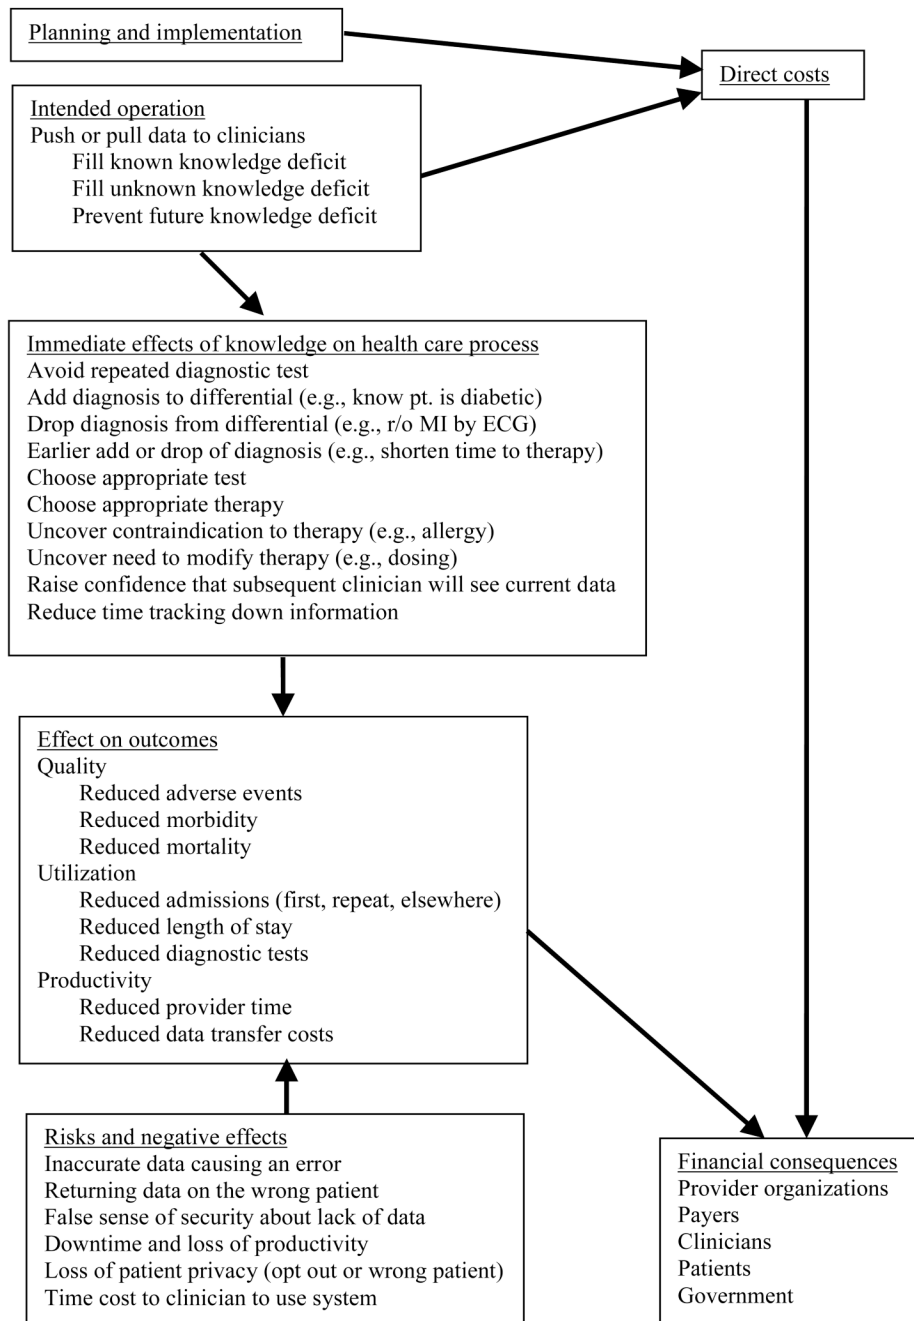 Planning and implementation
Direct costs
Intended operation
Push or pull data to clinicians
Fill known knowledge deficit
Fill unknown knowledge deficit
Prevent future knowledge deficit
Immediate effects of knowledge on health care process
Avoid repeated diagnostic test
Add diagnosis to differential (e.g., know pt. is diabetic)
Drop diagnosis from differential (e.g., r/o MI by ECG)
Earlier add or drop of diagnosis (e.g., shorten time to therapy)
Choose appropriate test
Choose appropriate therapy
Uncover contraindication to therapy (e.g., allergy)
Uncover need to modify therapy (e.g., dosing)
Raise confidence that subsequent clinician will see current data
Reduce time tracking down information
Effect on outcomes
Quality
Reduced adverse events
Reduced morbidity
Reduced mortality
Utilization
Reduced admissions (first, repeat, elsewhere)
Reduced length of stay
Reduced diagnostic tests
Productivity
Reduced provider time
Reduced data transfer costs
Risks and negative effects
Inaccurate data causing an error
Returning data on the wrong patient
False sense of security about lack of data
Downtime and loss of productivity
Loss of patient privacy (opt out or wrong patient)
Time cost to clinician to use system
Financial consequences
Provider organizations
Payers
Clinicians
Patients
Government